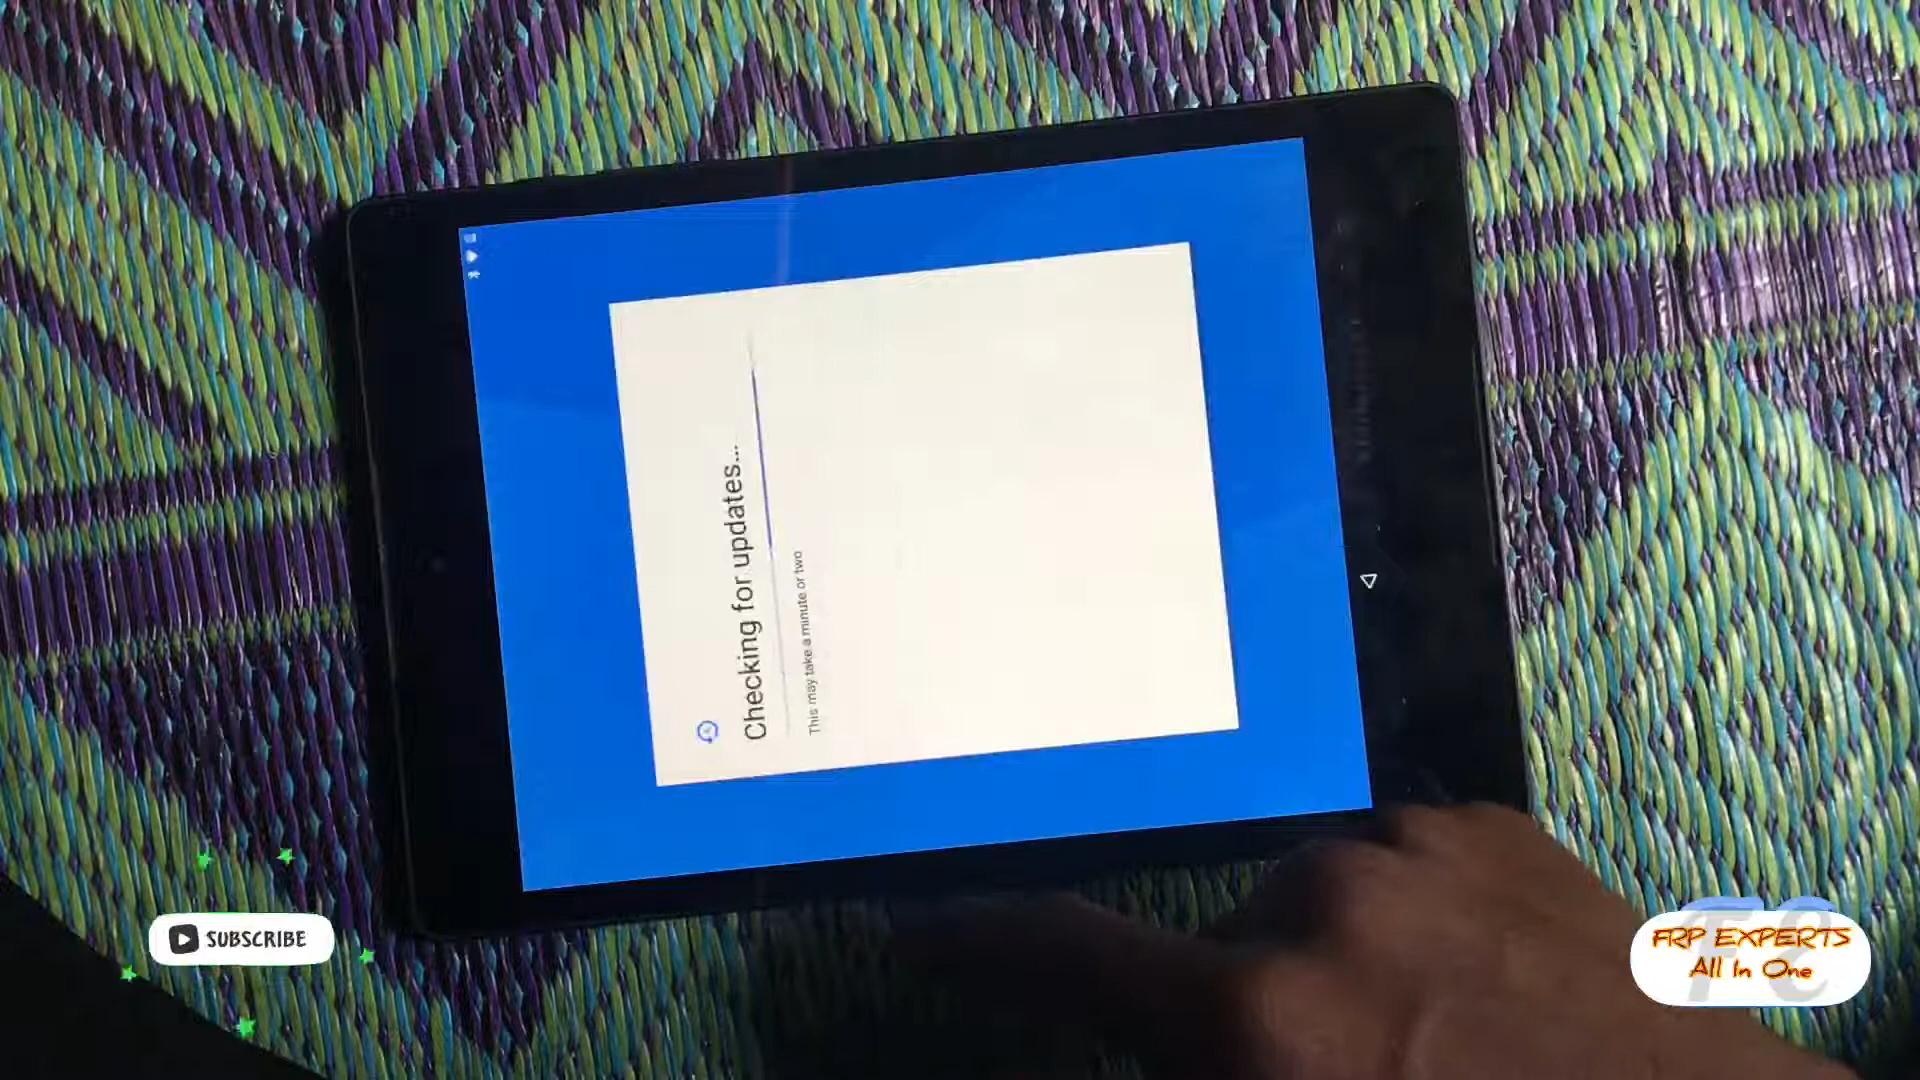 Checking for updates...
This may take a minute or two
SUBSCRIBE
FRP EXPERTS
All In One